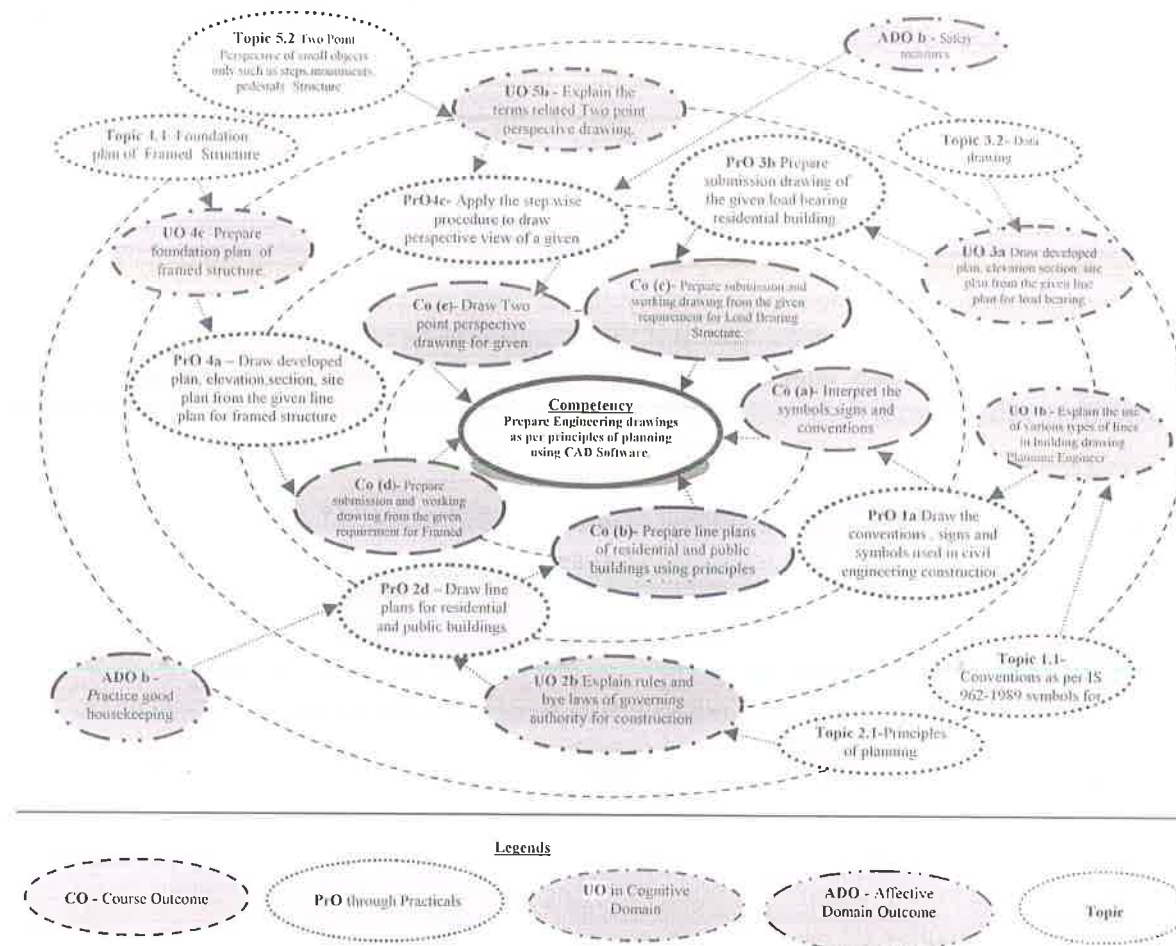 Topic 5.2 Two Point
Perspective of small objects
only such as steps, monuments,
pedestals Structure
ADO b - Safety
measures
UO 5b - Explain the
terms related Two point
perspective drawing.
Foundation
plan of Framed Structure
Topic 3.2- Data
drawing
PrO 3b Prepare
submission drawing of
the given load bearing
residential building
PrO4c- Apply the step wise
procedure to draw
perspective view of a given
UO 4c -Prepare
foundation plan of
framed structure
UO 3a Draw developed
plan, elevation section, site
plan from the given line
plan for load bearing
Co (c)- Prepare submission and
working drawing from the given
requirement for Load Bearing
Structure.
Co (e)- Draw Two
point perspective
drawing for given
PrO 4a – Draw developed
plan, elevation,section, site
plan from the given line
plan for framed structure
Competency
Prepare Engineering drawings
as per principles of planning
using CAD Software.
Co (a)- Interpret the
symbols,signs and
conventions
UO 1b - Explain the use
of various types of lines
in building drawing
Planning Engineer
Co (d)- Prepare
submission and working
drawing from the given
requirement for Framed
Co (b)- Prepare line plans
of residential and public
buildings using principles
PrO 1a Draw the
conventions , signs and
symbols used in civil
engineering construction
PrO 2d – Draw line
plans for residential
and public buildings
ADO b -
Practice good
housekeeping
UO 2b Explain rules and
bye laws of governing
authority for construction
Topic 1.1-
Conventions as per IS
962-1989 symbols for
Topic 2.1-Principles
of planning
Legends
CO - Course Outcome
PrO through Practicals
UO in Cognitive
Domain
ADO - Affective
Domain Outcome
Topic